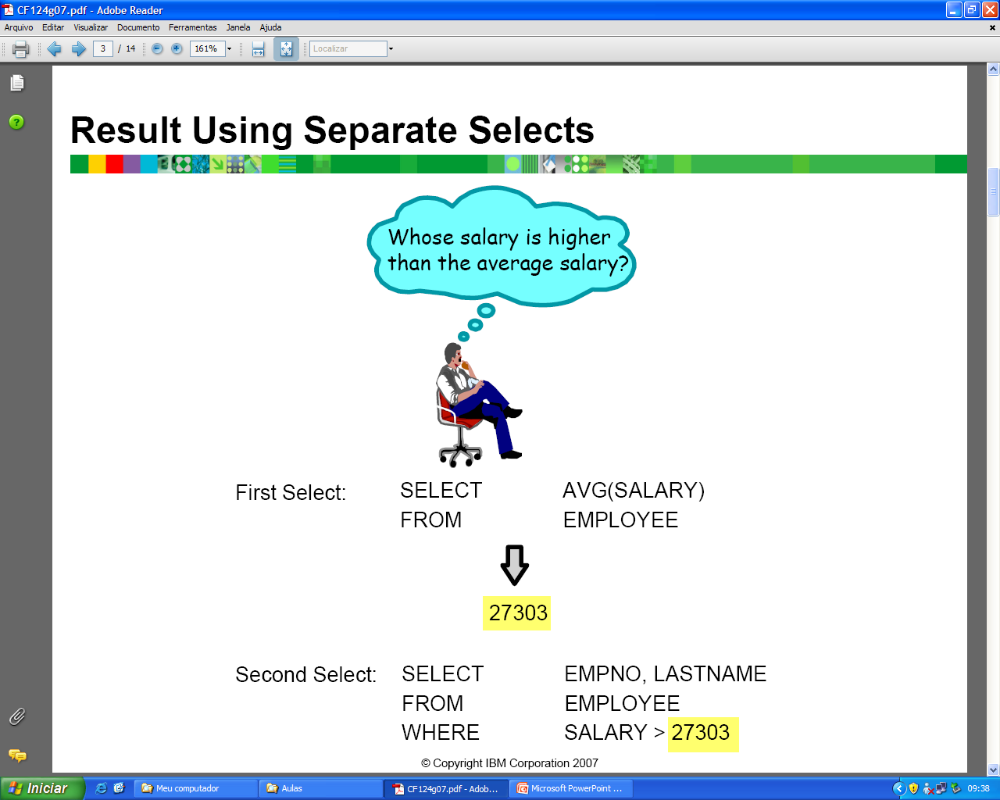 CF124g07.pdf - Adobe Reader
Arquivo Editar Visualizar Documento Ferramentas Janela Ajuda
3 / 14 161% Localizar
Result Using Separate Selects
Whose salary is higher
than the average salary?
First Select: SELECT AVG(SALARY)
FROM EMPLOYEE
27303
Second Select: SELECT EMPNO, LASTNAME
FROM EMPLOYEE
WHERE SALARY > 27303
© Copyright IBM Corporation 2007
Iniciar Meu computador Aulas CF124g07.pdf - Adob... Microsoft PowerPoint ... 09:38